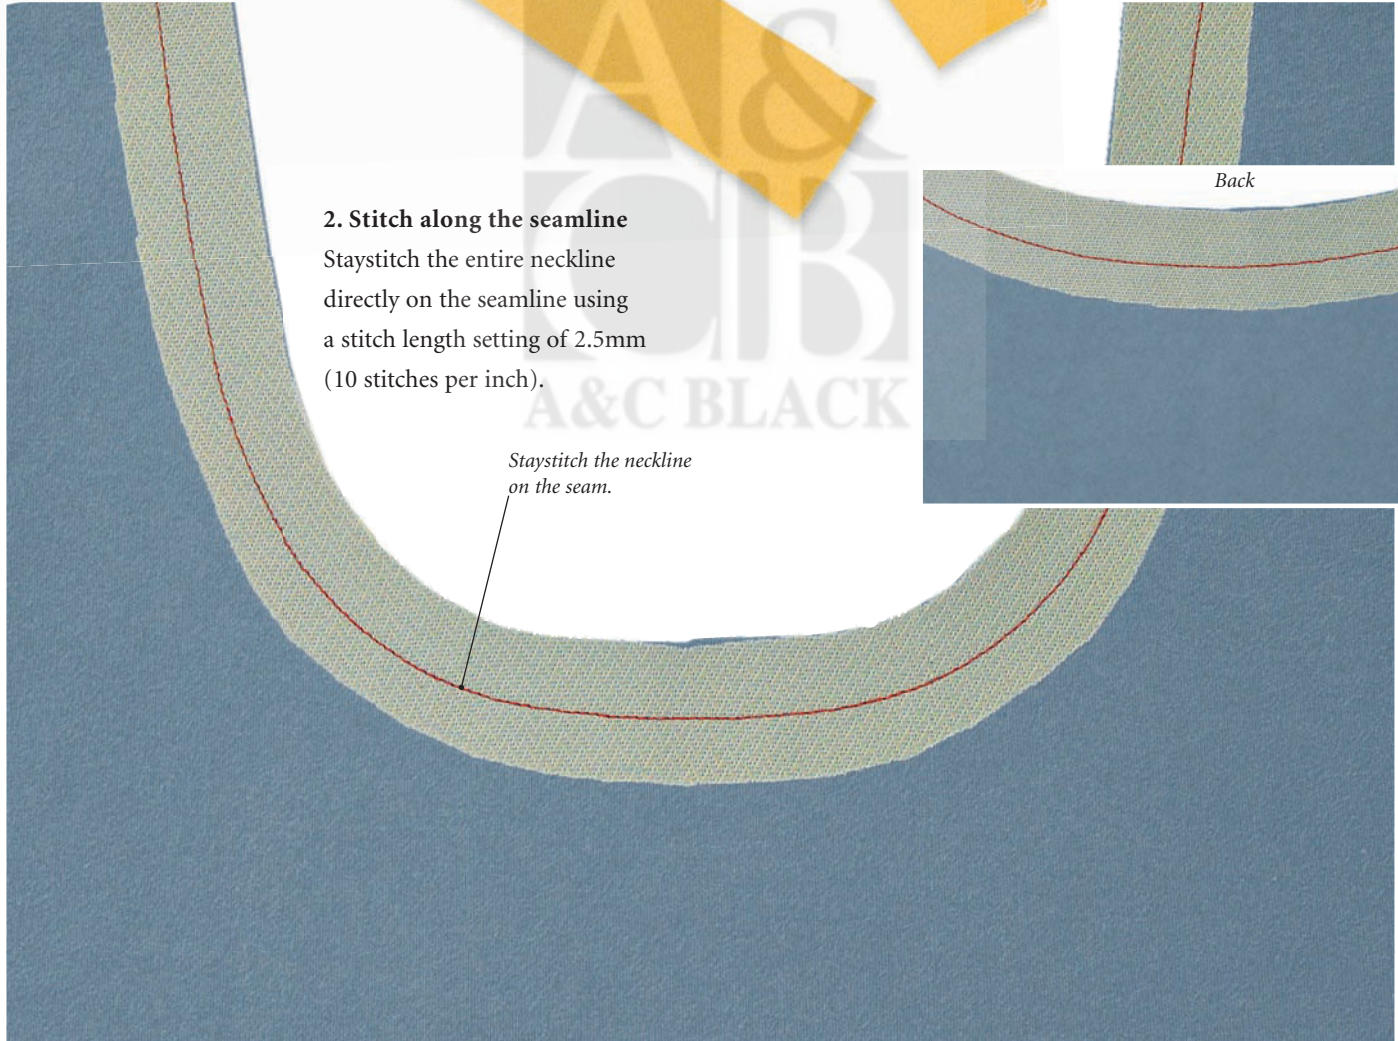 A&
CB
A&C BLACK
2. Stitch along the seamline
Staystitch the entire neckline
directly on the seamline using
a stitch length setting of 2.5mm
(10 stitches per inch).
Staystitch the neckline
on the seam.
Back